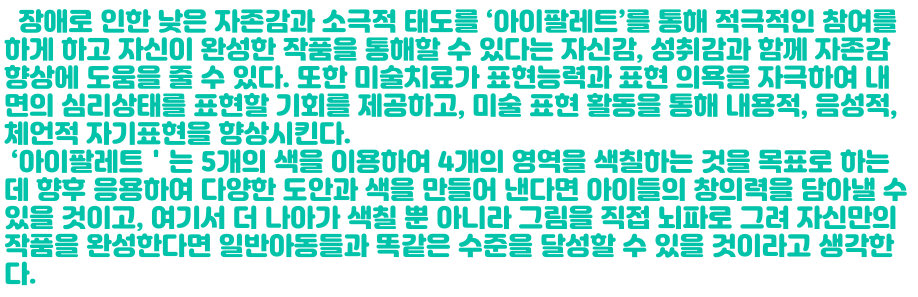 장애로 인한 낮은 자존감과 소극적 태도를 ‘아이팔레트’를 통해 적극적인 참여를
하게 하고 자신이 완성한 작품을 통해할 수 있다는 자신감, 성취감과 함께 자존감
향상에 도움을 줄 수 있다. 또한 미술치료가 표현능력과 표현 의욕을 자극하여 내
면의 심리상태를 표현할 기회를 제공하고, 미술 표현 활동을 통해 내용적, 음성적,
체언적 자기표현을 향상시킨다.
‘아이팔레트 ' 는 5개의 색을 이용하여 4개의 영역을 색칠하는 것을 목표로 하는
데 향후 응용하여 다양한 도안과 색을 만들어 낸다면 아이들의 창의력을 담아낼 수
있을 것이고, 여기서 더 나아가 색칠 뿐 아니라 그림을 직접 뇌파로 그려 자신만의
작품을 완성한다면 일반아동들과 똑같은 수준을 달성할 수 있을 것이라고 생각한
다.